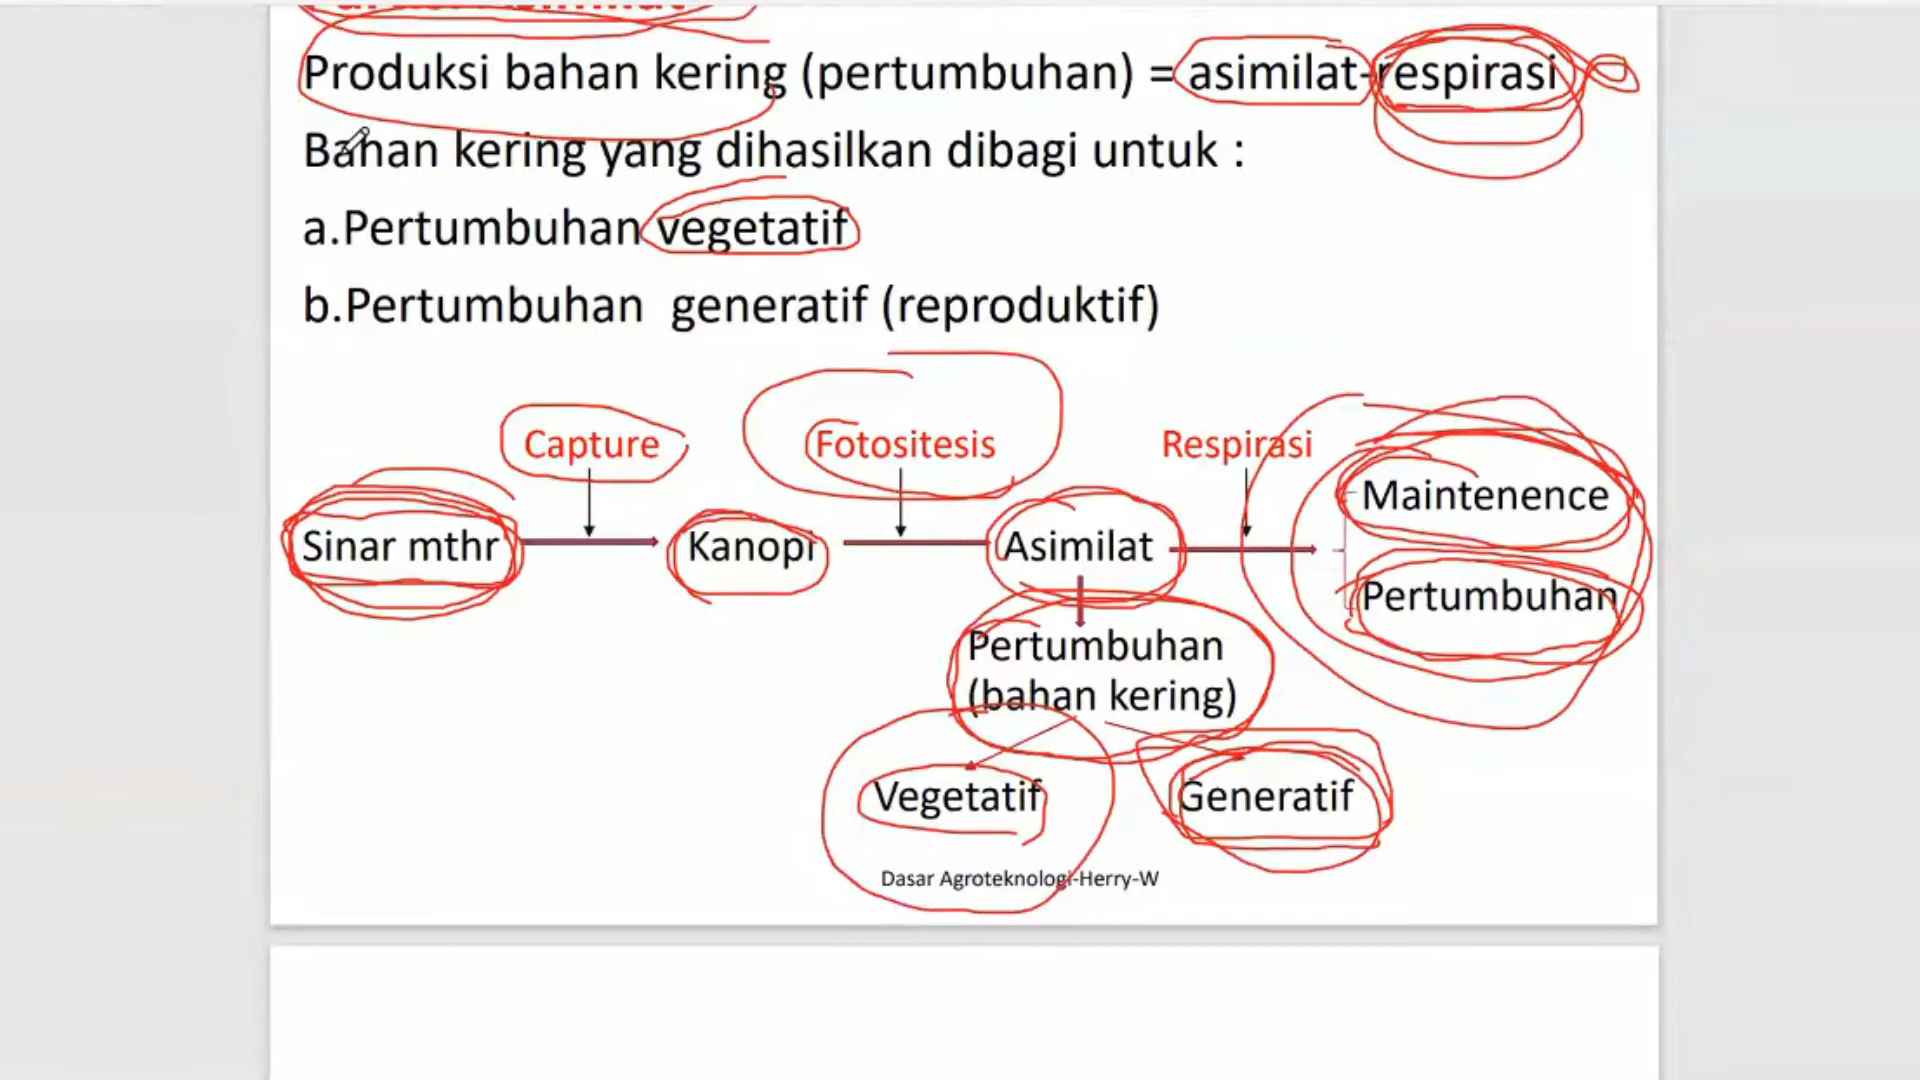 Produksi bahan kering (pertumbuhan) = asimilat-respirasi
Bahan kering yang dihasilkan dibagi untuk :
a.Pertumbuhan vegetatif
b.Pertumbuhan generatif (reproduktif)
Capture
Fotositesis
Respirasi
Maintenence
Sinar mthr
Kanopi
Asimilat
Pertumbuhan
Pertumbuhan
(bahan kering)
Vegetatif
Generatif
Dasar Agroteknologi-Herry-W